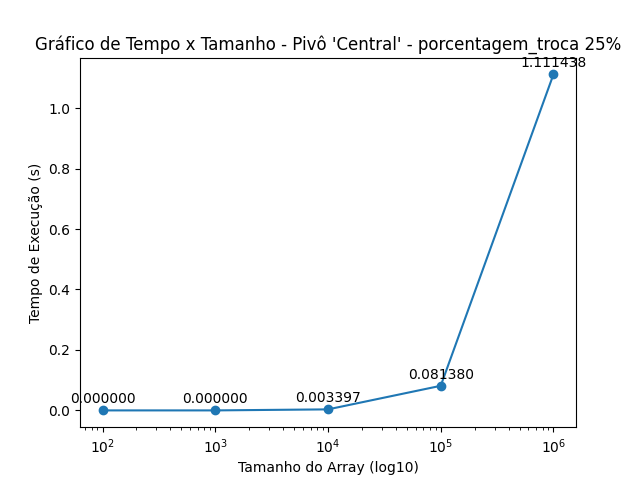 Gráfico de Tempo x Tamanho - Pivô 'Central' - porcentagem_troca 25%
1.111438
1.0
0.8
0.6
0.4
0.2
0.0
Tempo de Execução (s)
0.000000
0.000000
0.003397
0.081380
10² 10³ 10⁴ 10⁵ 10⁶
Tamanho do Array (log10)